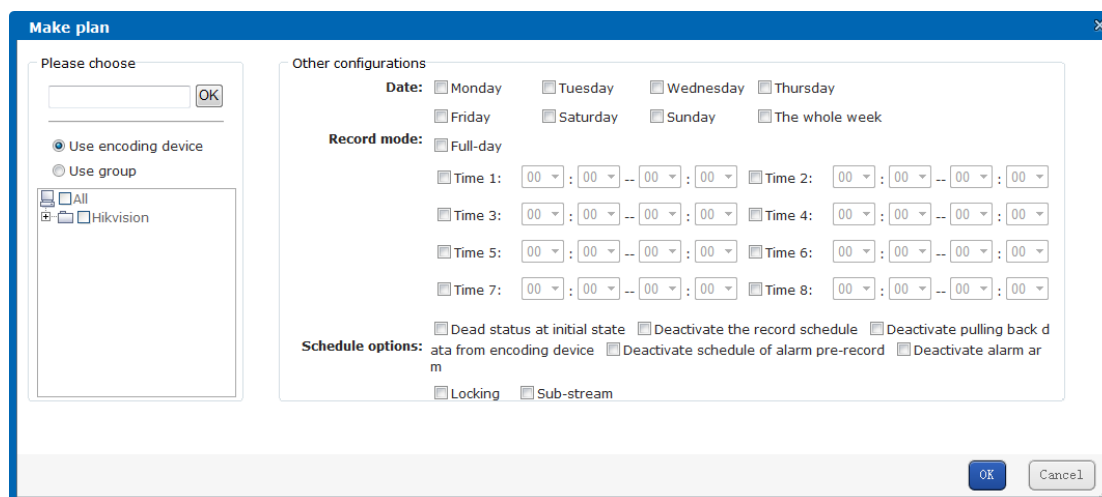 Make plan
Please choose
OK
Use encoding device
Use group
All
Hikvision
Other configurations
Date: Monday Tuesday Wednesday Thursday
Friday Saturday Sunday The whole week
Record mode: Full-day
Time 1: 00 : 00 -- 00 : 00 Time 2: 00 : 00 -- 00 : 00
Time 3: 00 : 00 -- 00 : 00 Time 4: 00 : 00 -- 00 : 00
Time 5: 00 : 00 -- 00 : 00 Time 6: 00 : 00 -- 00 : 00
Time 7: 00 : 00 -- 00 : 00 Time 8: 00 : 00 -- 00 : 00
Dead status at initial state Deactivate the record schedule Deactivate pulling back d
Schedule options: ata from encoding device Deactivate schedule of alarm pre-record Deactivate alarm ar
m
Locking Sub-stream
OK Cancel